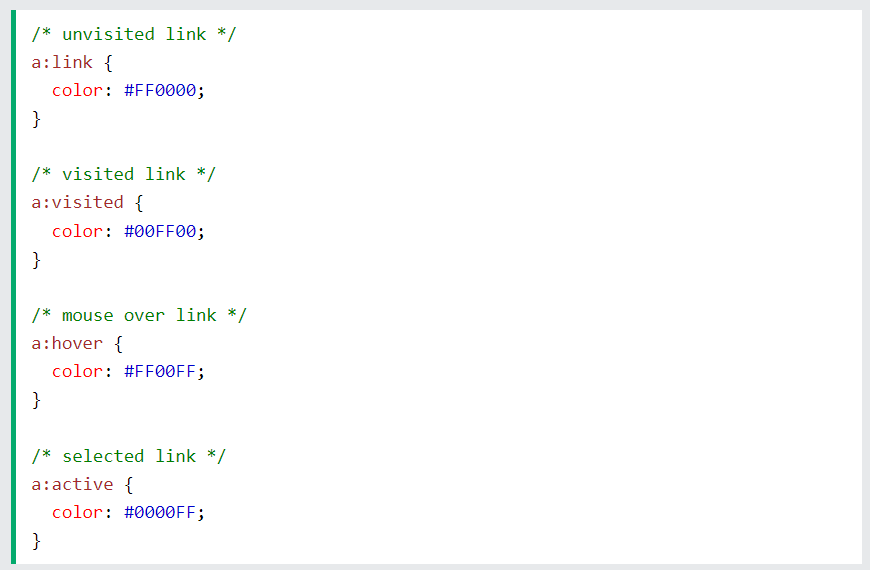 /* unvisited link */
a:link {
  color: #FF0000;
}

/* visited link */
a:visited {
  color: #00FF00;
}

/* mouse over link */
a:hover {
  color: #FF00FF;
}

/* selected link */
a:active {
  color: #0000FF;
}